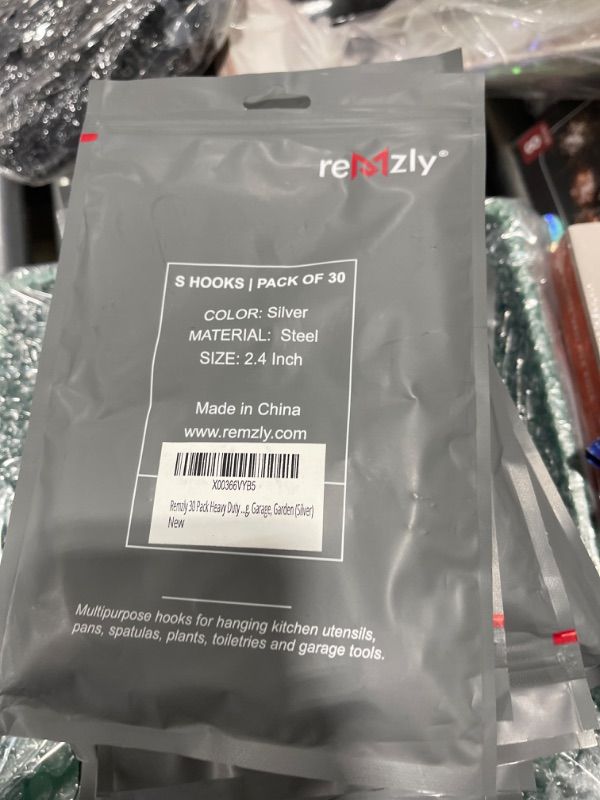 reMzly®
S HOOKS | PACK OF 30
COLOR: Silver
MATERIAL: Steel
SIZE: 2.4 Inch
Made in China
www.remzly.com
X00366VYB5
Remzly 30 Pack Heavy Duty ...g, Garage, Garden (Silver)
New
Multipurpose hooks for hanging kitchen utensils,
pans, spatulas, plants, toiletries and garage tools.